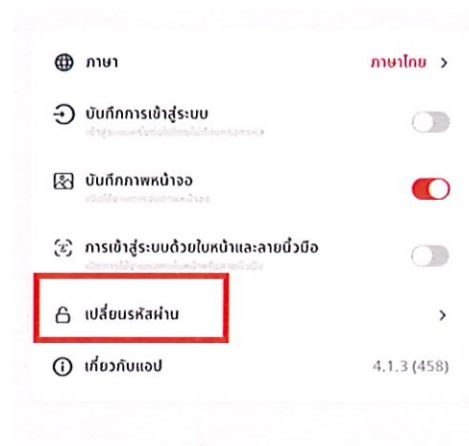 ภาษา
ภาษาไทย >
บันทึกการเข้าสู่ระบบ
บันทึกภาพหน้าจอ
การเข้าสู่ระบบด้วยใบหน้าและลายนิ้วมือ
เปลี่ยนรหัสผ่าน >
เกี่ยวกับแอป
4.1.3 (458)